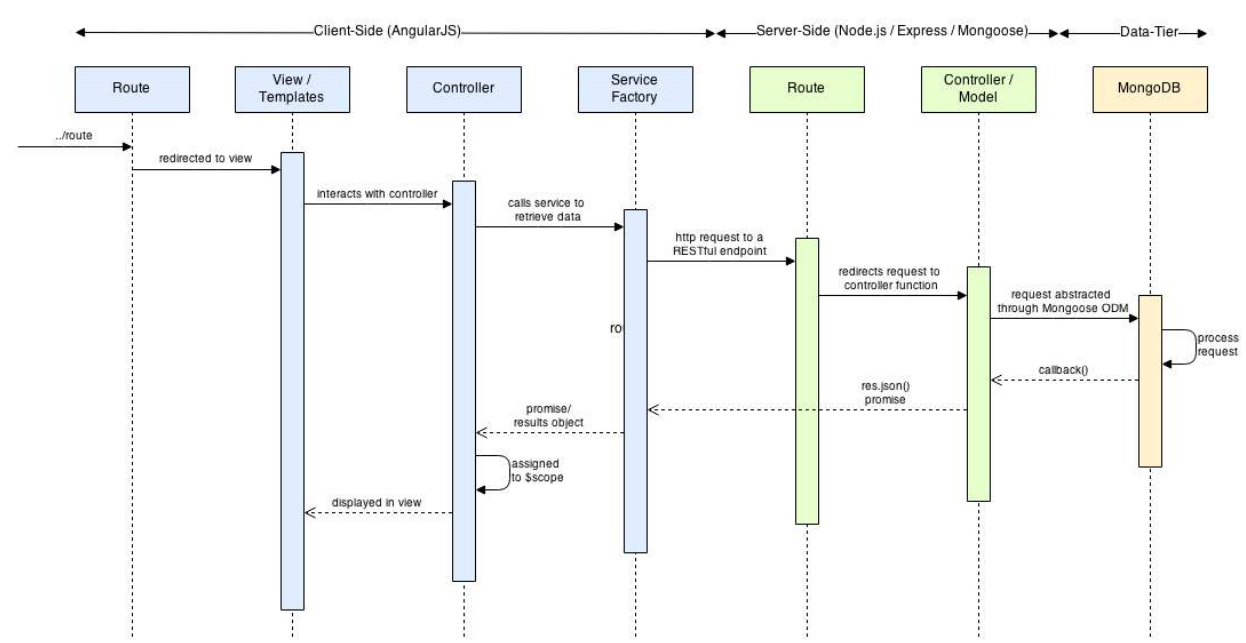 Client-Side (AngularJS)
Server-Side (Node.js / Express / Mongoose)
Data-Tier
Route
View /
Templates
Controller
Service
Factory
Route
Controller /
Model
MongoDB
../route
redirected to view
interacts with controller
calls service to
retrieve data
http request to a
RESTful endpoint
redirects request to
controller function
request abstracted
through Mongoose ODM
rou
process
request
callback()
res.json()
promise
promise/
results object
assigned
to $scope
displayed in view